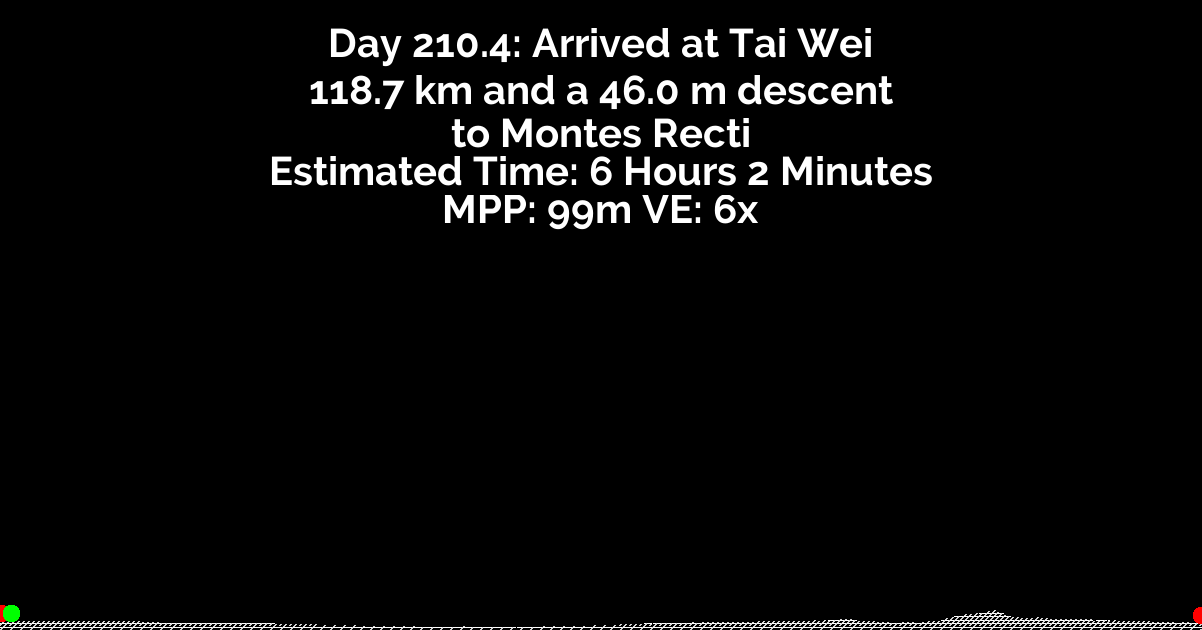 Day 210.4: Arrived at Tai Wei
118.7 km and a 46.0 m descent
to Montes Recti
Estimated Time: 6 Hours 2 Minutes
MPP: 99m VE: 6x